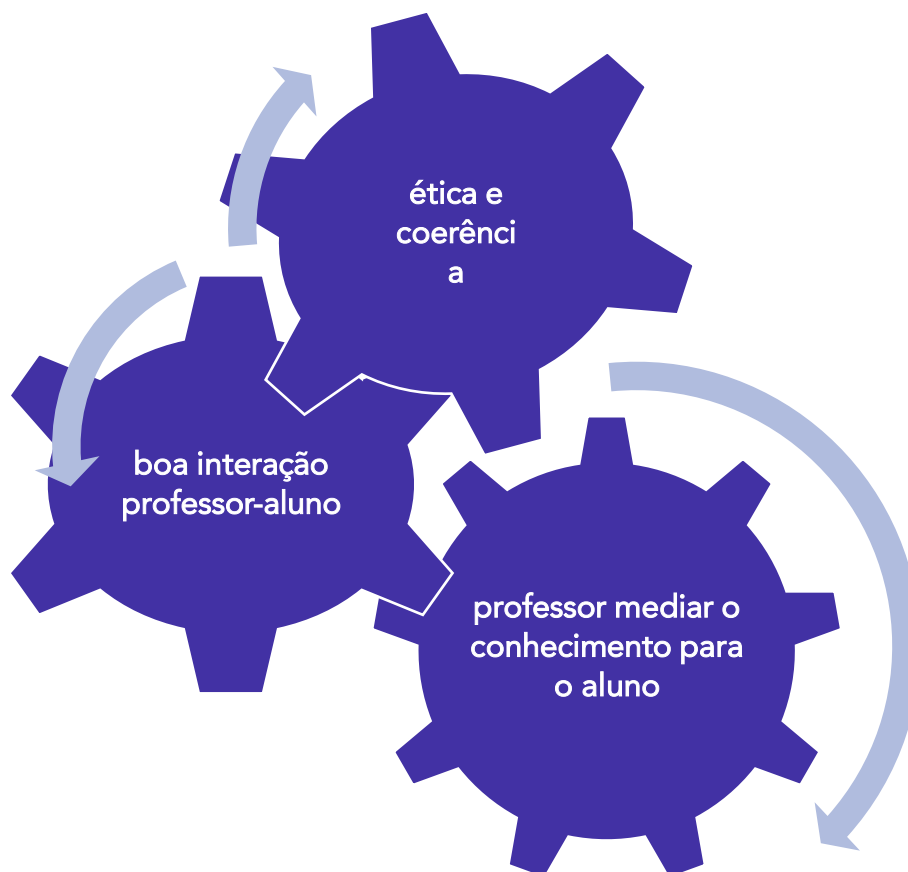 ética e
coerênci
a
boa interação
professor-aluno
professor mediar o
conhecimento para
o aluno